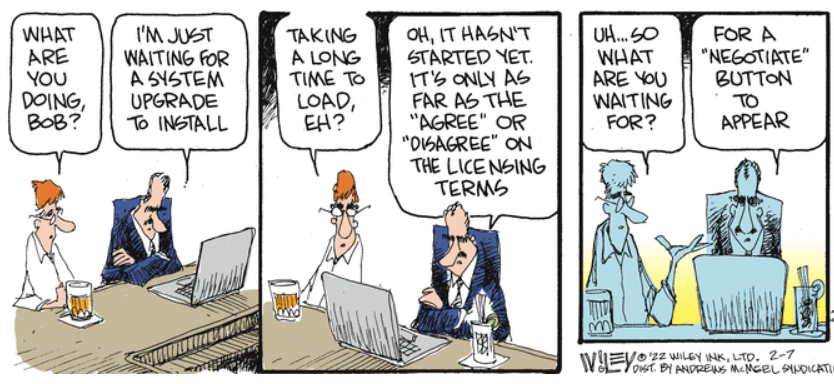 WHAT
ARE
YOU
DOING,
BOB?
I'M JUST
WAITING FOR
A SYSTEM
UPGRADE
TO INSTALL
TAKING
A LONG
TIME TO
LOAD,
EH?
OH, IT HASN'T
STARTED YET.
IT'S ONLY AS
FAR AS THE
"AGREE" OR
"DISAGREE" ON
THE LICENSING
TERMS
UH...SO
WHAT
ARE YOU
WAITING
FOR?
FOR A
"NEGOTIATE"
BUTTON
TO
APPEAR
WILEY © '22 WILEY INK, LTD. 2-7
DIST. BY ANDREWS McMEEL SYNDICATI